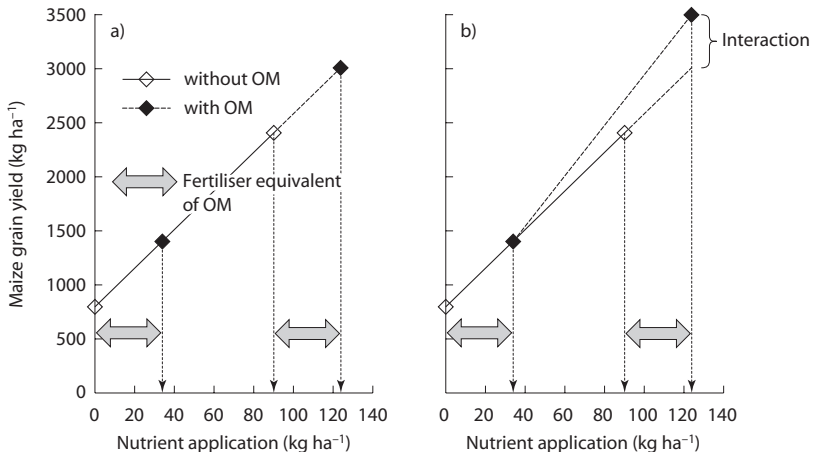 a)
without OM
with OM
Fertiliser equivalent
of OM
Maize grain yield (kg ha⁻¹)
3500
3000
2500
2000
1500
1000
500
0
0 20 40 60 80 100 120 140
Nutrient application (kg ha⁻¹)
b)
Interaction
0 20 40 60 80 100 120 140
Nutrient application (kg ha⁻¹)